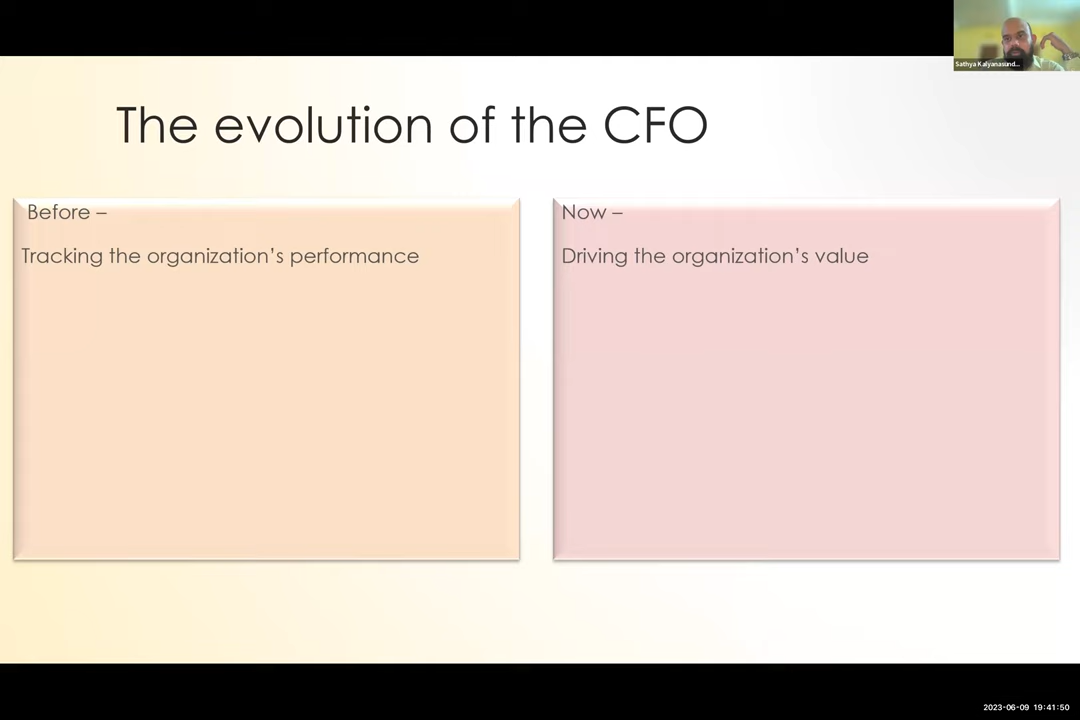 Sathya Kalyanasund...
The evolution of the CFO
Before –
Tracking the organization’s performance
Now –
Driving the organization’s value
2023-06-09 19:41:50